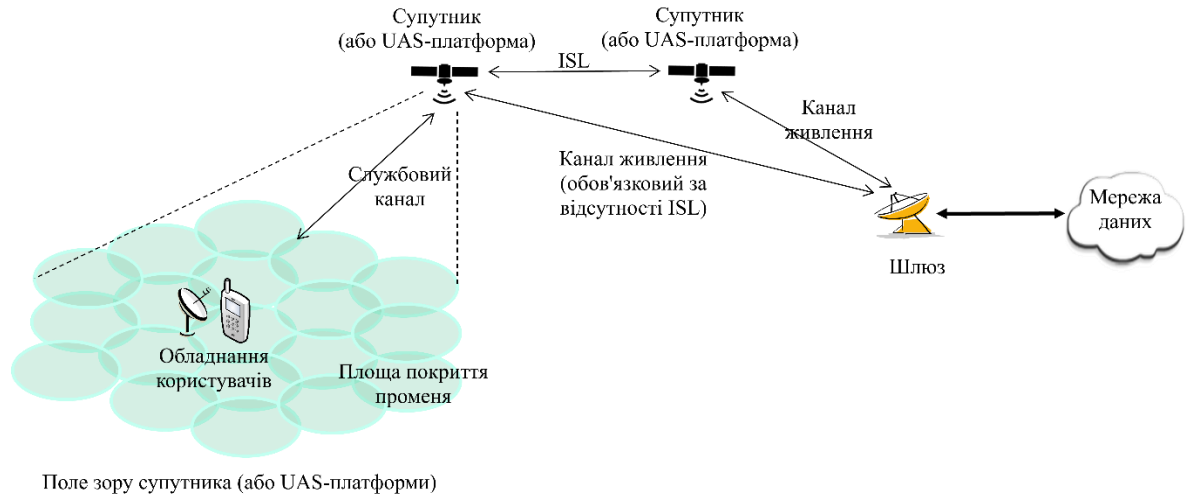 Супутник
(або UAS-платформа)
Супутник
(або UAS-платформа)
ISL
Канал
живлення
Канал живлення
(обов'язковий за
відсутності ISL)
Службовий
канал
Мережа
даних
Шлюз
Обладнання
користувачів
Площа покриття
променя
Поле зору супутника (або UAS-платформи)